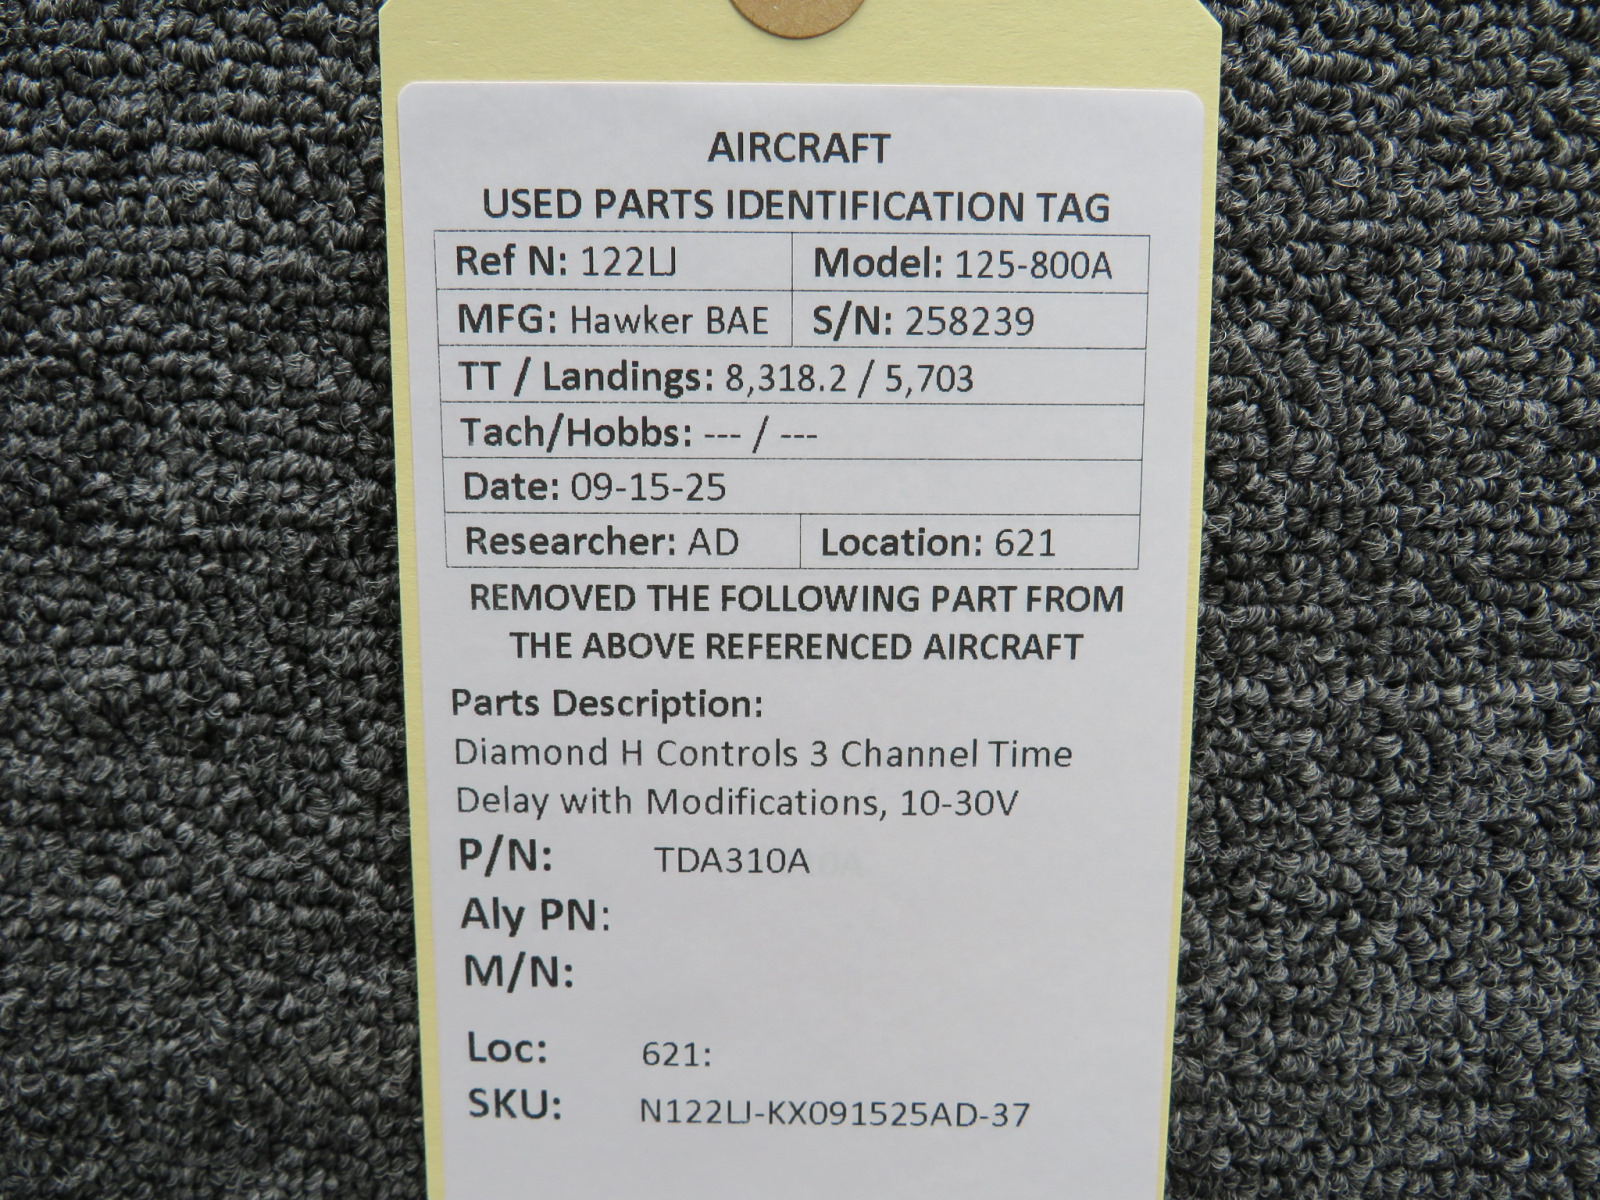 AIRCRAFT
USED PARTS IDENTIFICATION TAG
Ref N: 122LJ Model: 125-800A
MFG: Hawker BAE S/N: 258239
TT / Landings: 8,318.2 / 5,703
Tach/Hobbs: --- / ---
Date: 09-15-25
Researcher: AD Location: 621
REMOVED THE FOLLOWING PART FROM
THE ABOVE REFERENCED AIRCRAFT
Parts Description:
Diamond H Controls 3 Channel Time
Delay with Modifications, 10-30V
P/N: TDA310A
Aly PN:
M/N:
Loc: 621:
SKU: N122LJ-KX091525AD-37